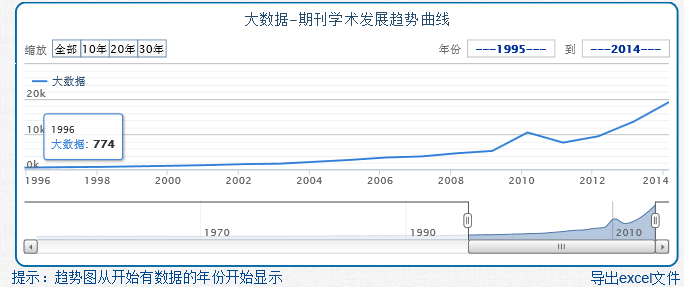 大数据-期刊学术发展趋势曲线
缩放 全部 10年 20年 30年 年份 ---1995--- 到 ---2014---
大数据
20k
1996
大数据: 774
10k
0k
1996 1998 2000 2002 2004 2006 2008 2010 2012 2014
1970 1990 2010
提示：趋势图从开始有数据的年份开始显示 导出excel文件